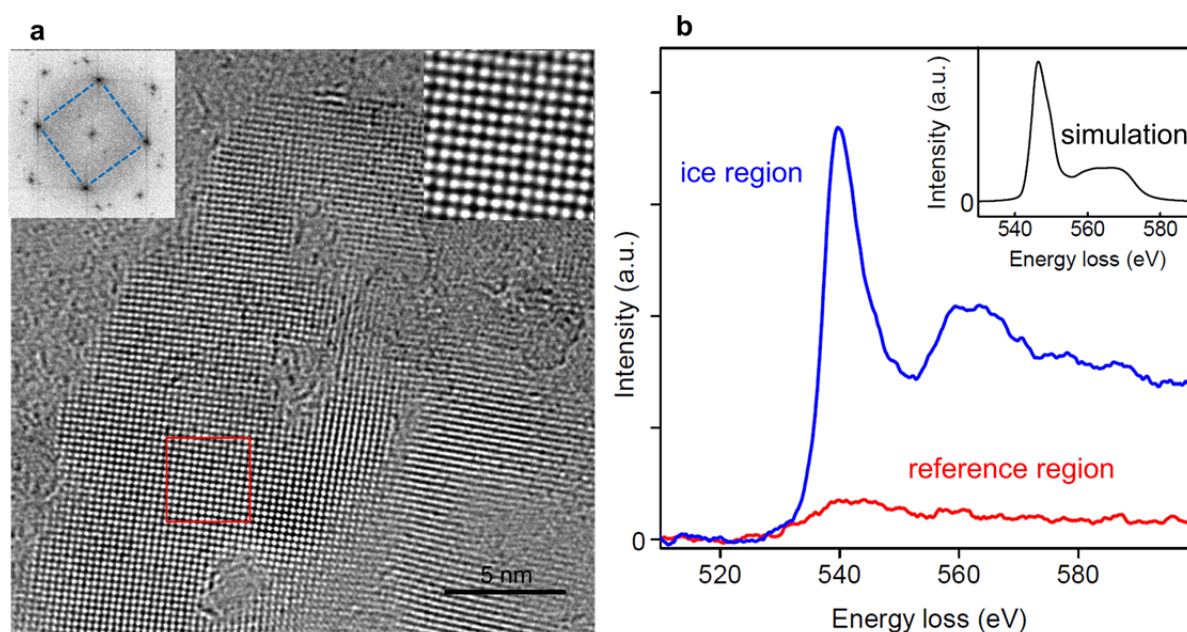 a
5 nm
b
Intensity (a.u.)
0
520
540
560
580
Energy loss (eV)
ice region
reference region
Intensity (a.u.)
0
simulation
540
560
580
Energy loss (eV)